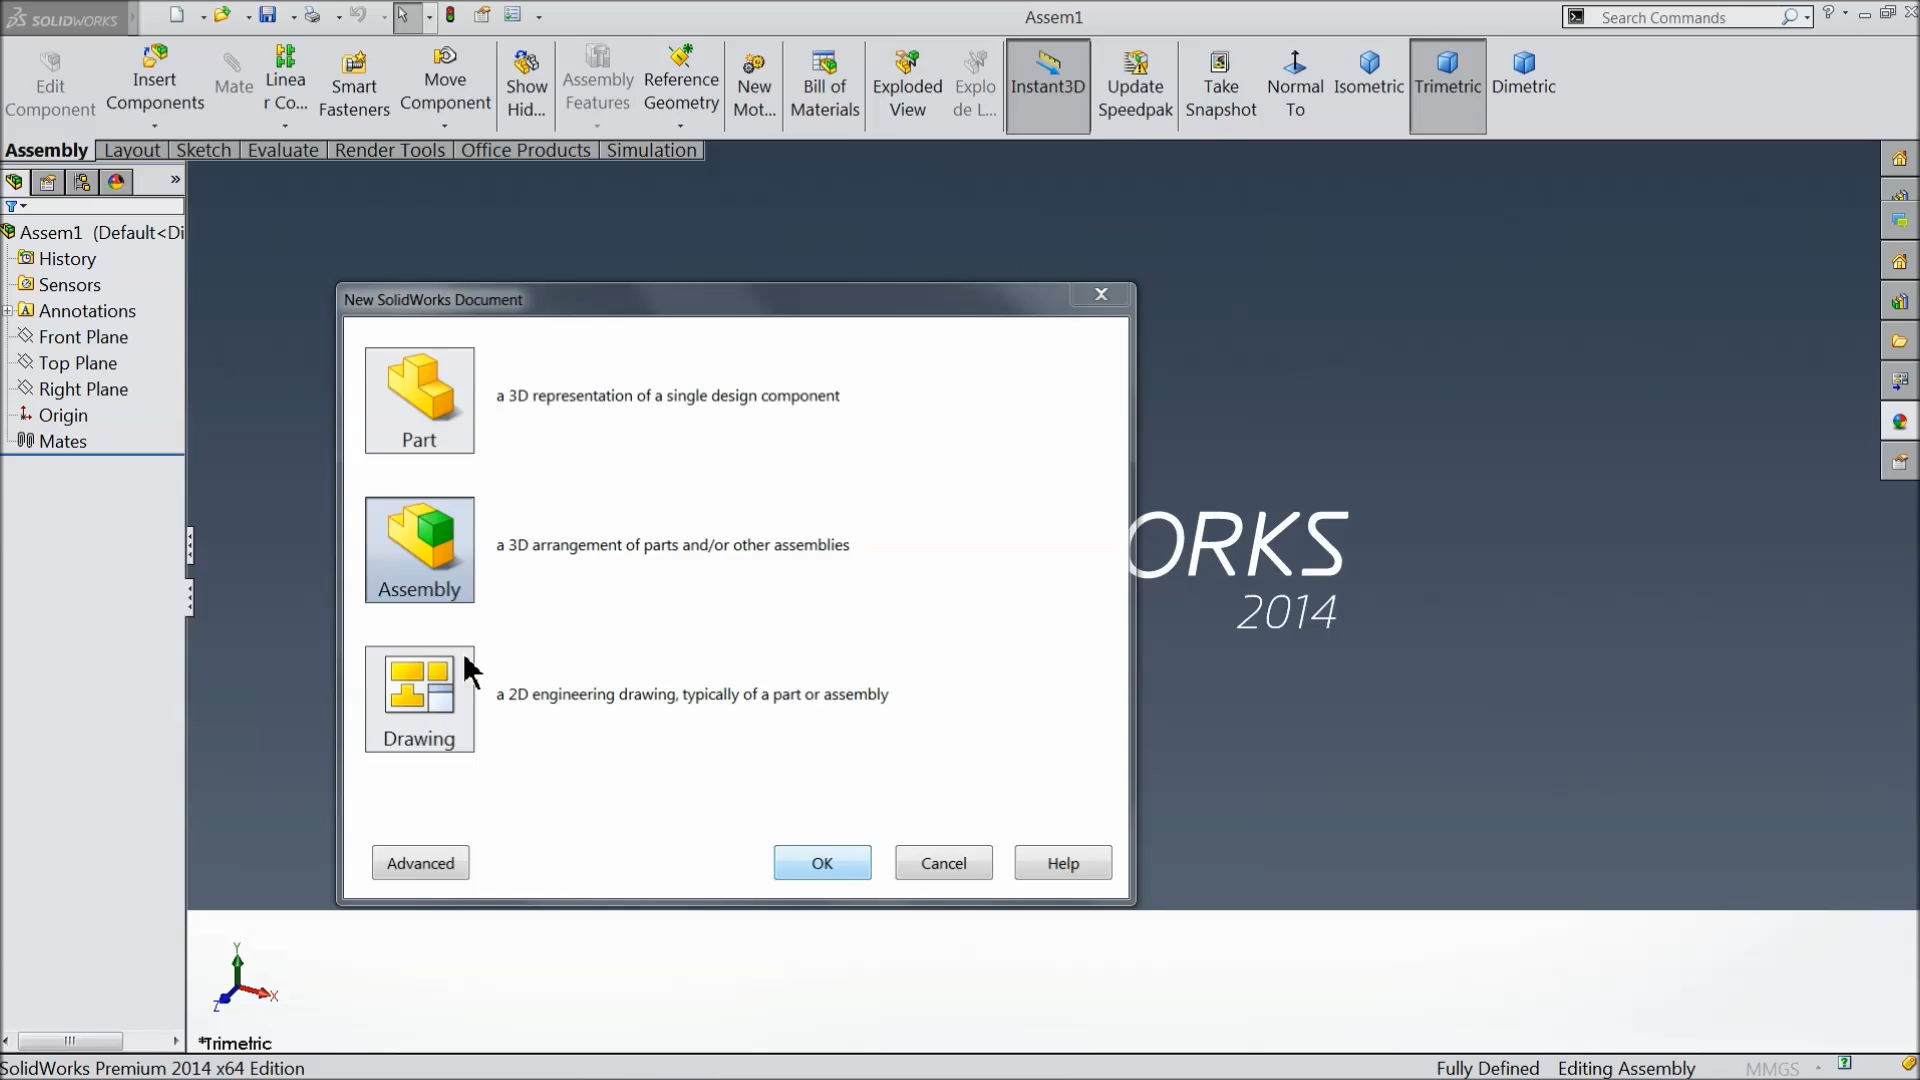 SOLIDWORKS
Assem1
Search Commands
Edit Component
Insert Components
Mate
Linea r Co...
Smart Fasteners
Move Component
Show Hid...
Assembly Features
Reference Geometry
New Mot...
Bill of Materials
Exploded View
Explo de L...
Instant3D
Update Speedpak
Take Snapshot
Normal To
Isometric
Trimetric
Dimetric
Assembly Layout Sketch Evaluate Render Tools Office Products Simulation
Assem1 (Default<Di
History
Sensors
Annotations
Front Plane
Top Plane
Right Plane
Origin
Mates
New SolidWorks Document
Part
a 3D representation of a single design component
Assembly
a 3D arrangement of parts and/or other assemblies
Drawing
a 2D engineering drawing, typically of a part or assembly
Advanced
OK
Cancel
Help
ORKS
2014
Y
X
Z
*Trimetric
SolidWorks Premium 2014 x64 Edition
Fully Defined
Editing Assembly
MMGS